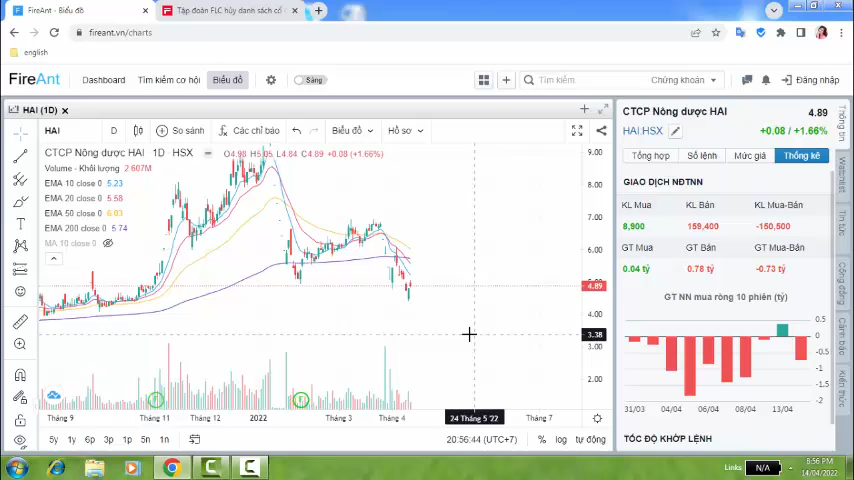 FireAnt - Biểu đồ
Tập đoàn FLC hủy danh sách cổ
fireant.vn/charts
english
FireAnt
Dashboard
Tìm kiếm cơ hội
Biểu đồ
Sáng
Tìm kiếm
Chứng khoán
Đăng nhập
HAI (1D)
HAI
D
So sánh
Các chỉ báo
Biểu đồ
Hồ sơ
CTCP Nông dược HAI 1D HSX
O4.98 H5.05 L4.84 C4.89 +0.08 (+1.66%)
Volume - Khối lượng 2.607M
EMA 10 close 0 5.23
EMA 20 close 0 5.58
EMA 50 close 0 6.03
EMA 200 close 0 5.74
MA 10 close 0
9.00
8.00
7.00
6.00
5.00
4.89
4.00
3.38
3.00
2.00
Tháng 9
Tháng 11
Tháng 12
2022
Tháng 3
Tháng 4
24 Tháng 5 '22
Tháng 7
5y 1y 6p 3p 1p 5n 1n
20:56:44 (UTC+7)
% log tự động
CTCP Nông dược HAI 4.89
HAI:HSX +0.08 / +1.66%
Tổng hợp
Sổ lệnh
Mức giá
Thống kê
GIAO DỊCH NĐTNN
KL Mua KL Bán KL Mua-Bán
8,900 159,400 -150,500
GT Mua GT Bán GT Mua-Bán
0.04 tỷ 0.78 tỷ -0.73 tỷ
GT NN mua ròng 10 phiên (tỷ)
0.5
0
-0.5
-1
-1.5
-2
31/03 04/04 06/04 08/04 13/04
TỐC ĐỘ KHỚP LỆNH
Thông tin
Watchlist
Tin tức
Cộng đồng
Cảnh báo
Kiến thức
Links
N/A
8:56 PM
14/04/2022